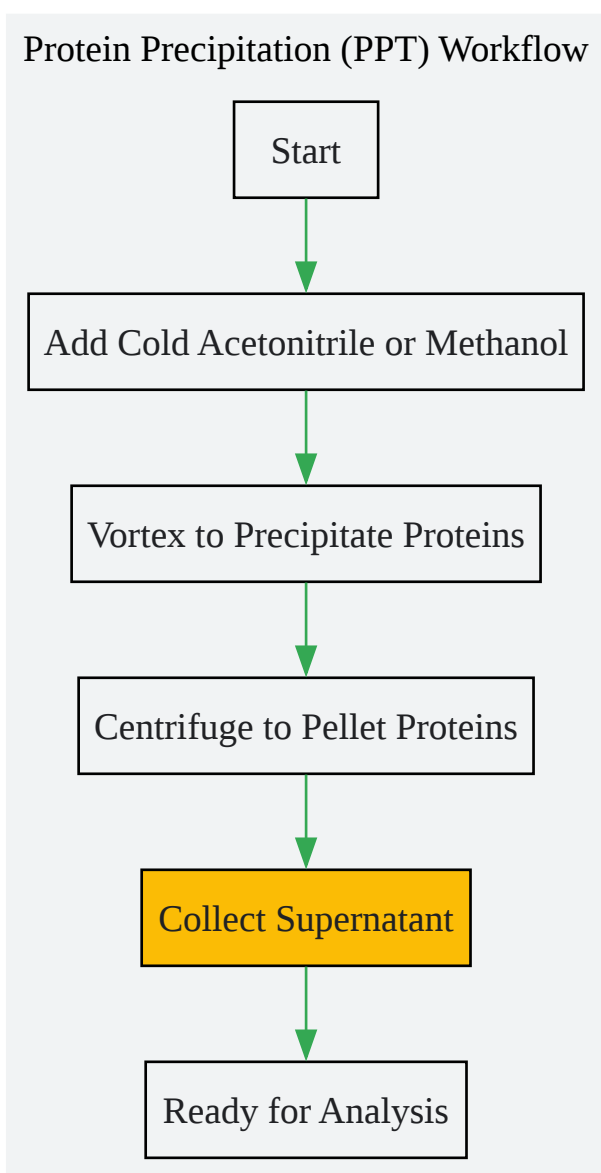 Protein Precipitation (PPT) Workflow
Start
Add Cold Acetonitrile or Methanol
Vortex to Precipitate Proteins
Centrifuge to Pellet Proteins
Collect Supernatant
Ready for Analysis